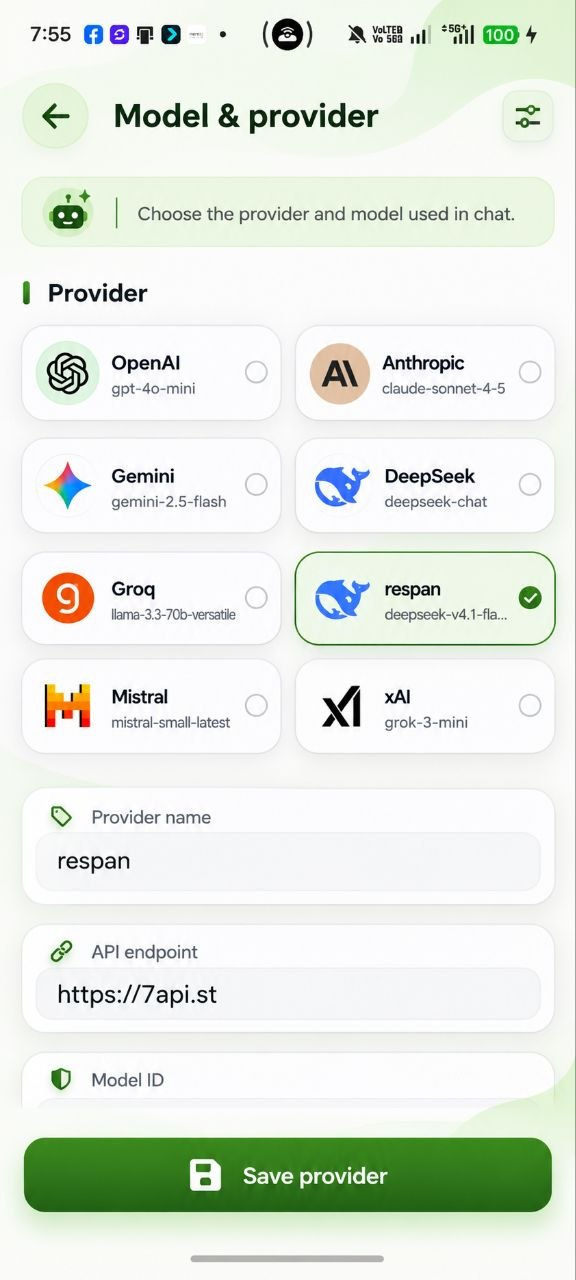 7:55
VoLTE
5G
100
Model & provider
Choose the provider and model used in chat.
Provider
OpenAI
gpt-4o-mini
Anthropic
claude-sonnet-4-5
Gemini
gemini-2.5-flash
DeepSeek
deepseek-chat
Groq
llama-3.3-70b-versatile
respan
deepseek-v4.1-fla...
Mistral
mistral-small-latest
xAI
grok-3-mini
Provider name
respan
API endpoint
https://7api.st
Model ID
Save provider